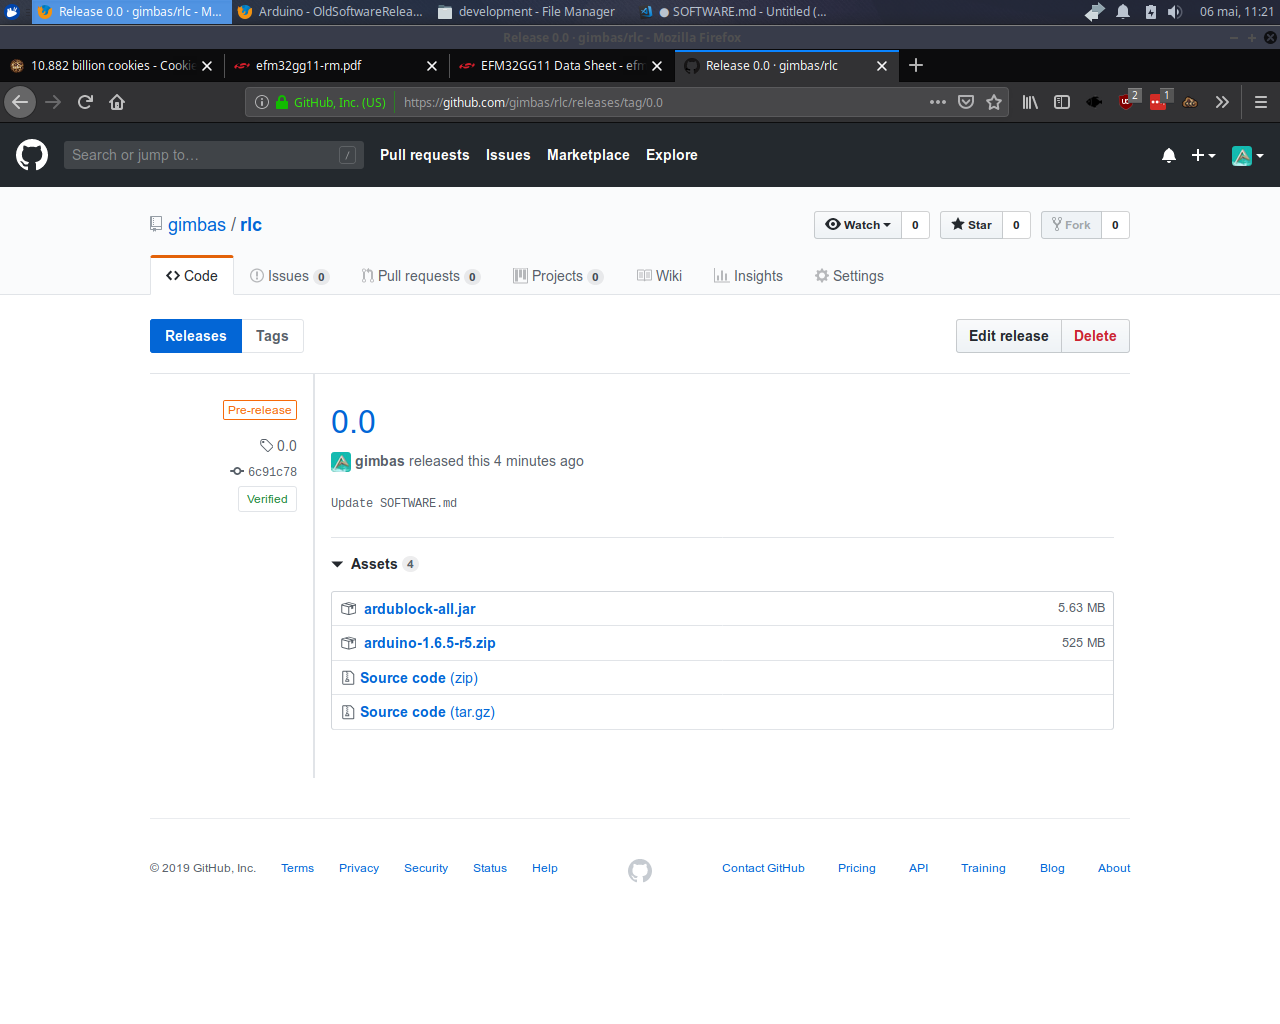 Release 0.0 · gimbas/rlc - M...
Arduino - OldSoftwareRelea...
development - File Manager
● SOFTWARE.md - Untitled (...
06 mai, 11:21
Release 0.0 · gimbas/rlc - Mozilla Firefox
10.882 billion cookies - Cookie
efm32gg11-rm.pdf
EFM32GG11 Data Sheet - efm
Release 0.0 · gimbas/rlc
GitHub, Inc. (US)
https://github.com/gimbas/rlc/releases/tag/0.0
2
1
Search or jump to…
/
Pull requests
Issues
Marketplace
Explore
gimbas / rlc
Watch 0
Star 0
Fork 0
Code
Issues 0
Pull requests 0
Projects 0
Wiki
Insights
Settings
Releases
Tags
Edit release
Delete
Pre-release
0.0
6c91c78
Verified
0.0
gimbas released this 4 minutes ago
Update SOFTWARE.md
Assets 4
ardublock-all.jar 5.63 MB
arduino-1.6.5-r5.zip 525 MB
Source code (zip)
Source code (tar.gz)
© 2019 GitHub, Inc.
Terms
Privacy
Security
Status
Help
Contact GitHub
Pricing
API
Training
Blog
About